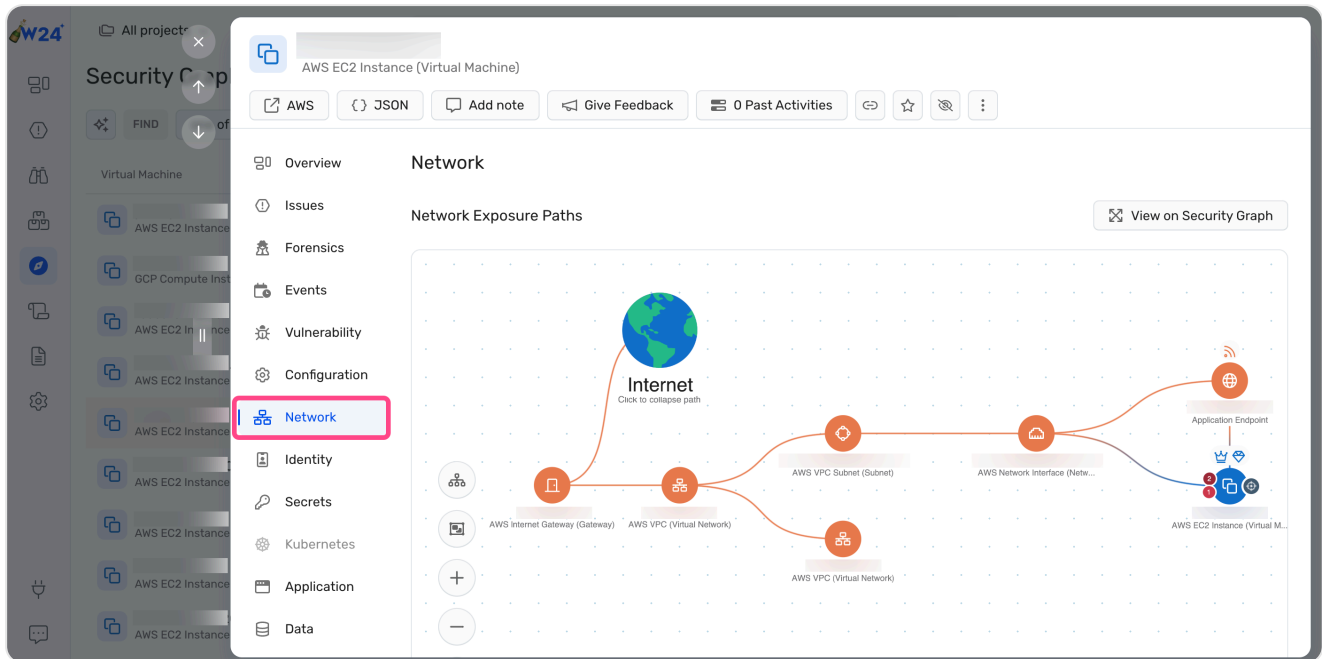 W24
All projects
Security Grap
FIND
of
Virtual Machine
AWS EC2 Instance
GCP Compute Inst
AWS EC2 In nce
AWS EC2 Instance
AWS EC2 Instance
AWS EC2 Instance
AWS EC2 Instance
AWS EC2 Instance
AWS EC2 Instance
AWS EC2 Instance (Virtual Machine)
AWS
{} JSON
Add note
Give Feedback
0 Past Activities
Overview
Issues
Forensics
Events
Vulnerability
Configuration
Network
Identity
Secrets
Kubernetes
Application
Data
Network
Network Exposure Paths
View on Security Graph
Internet
Click to collapse path
Application Endpoint
AWS VPC Subnet (Subnet)
AWS Network Interface (Netw...
2
1
AWS Internet Gateway (Gateway)
AWS VPC (Virtual Network)
AWS EC2 Instance (Virtual M...
AWS VPC (Virtual Network)